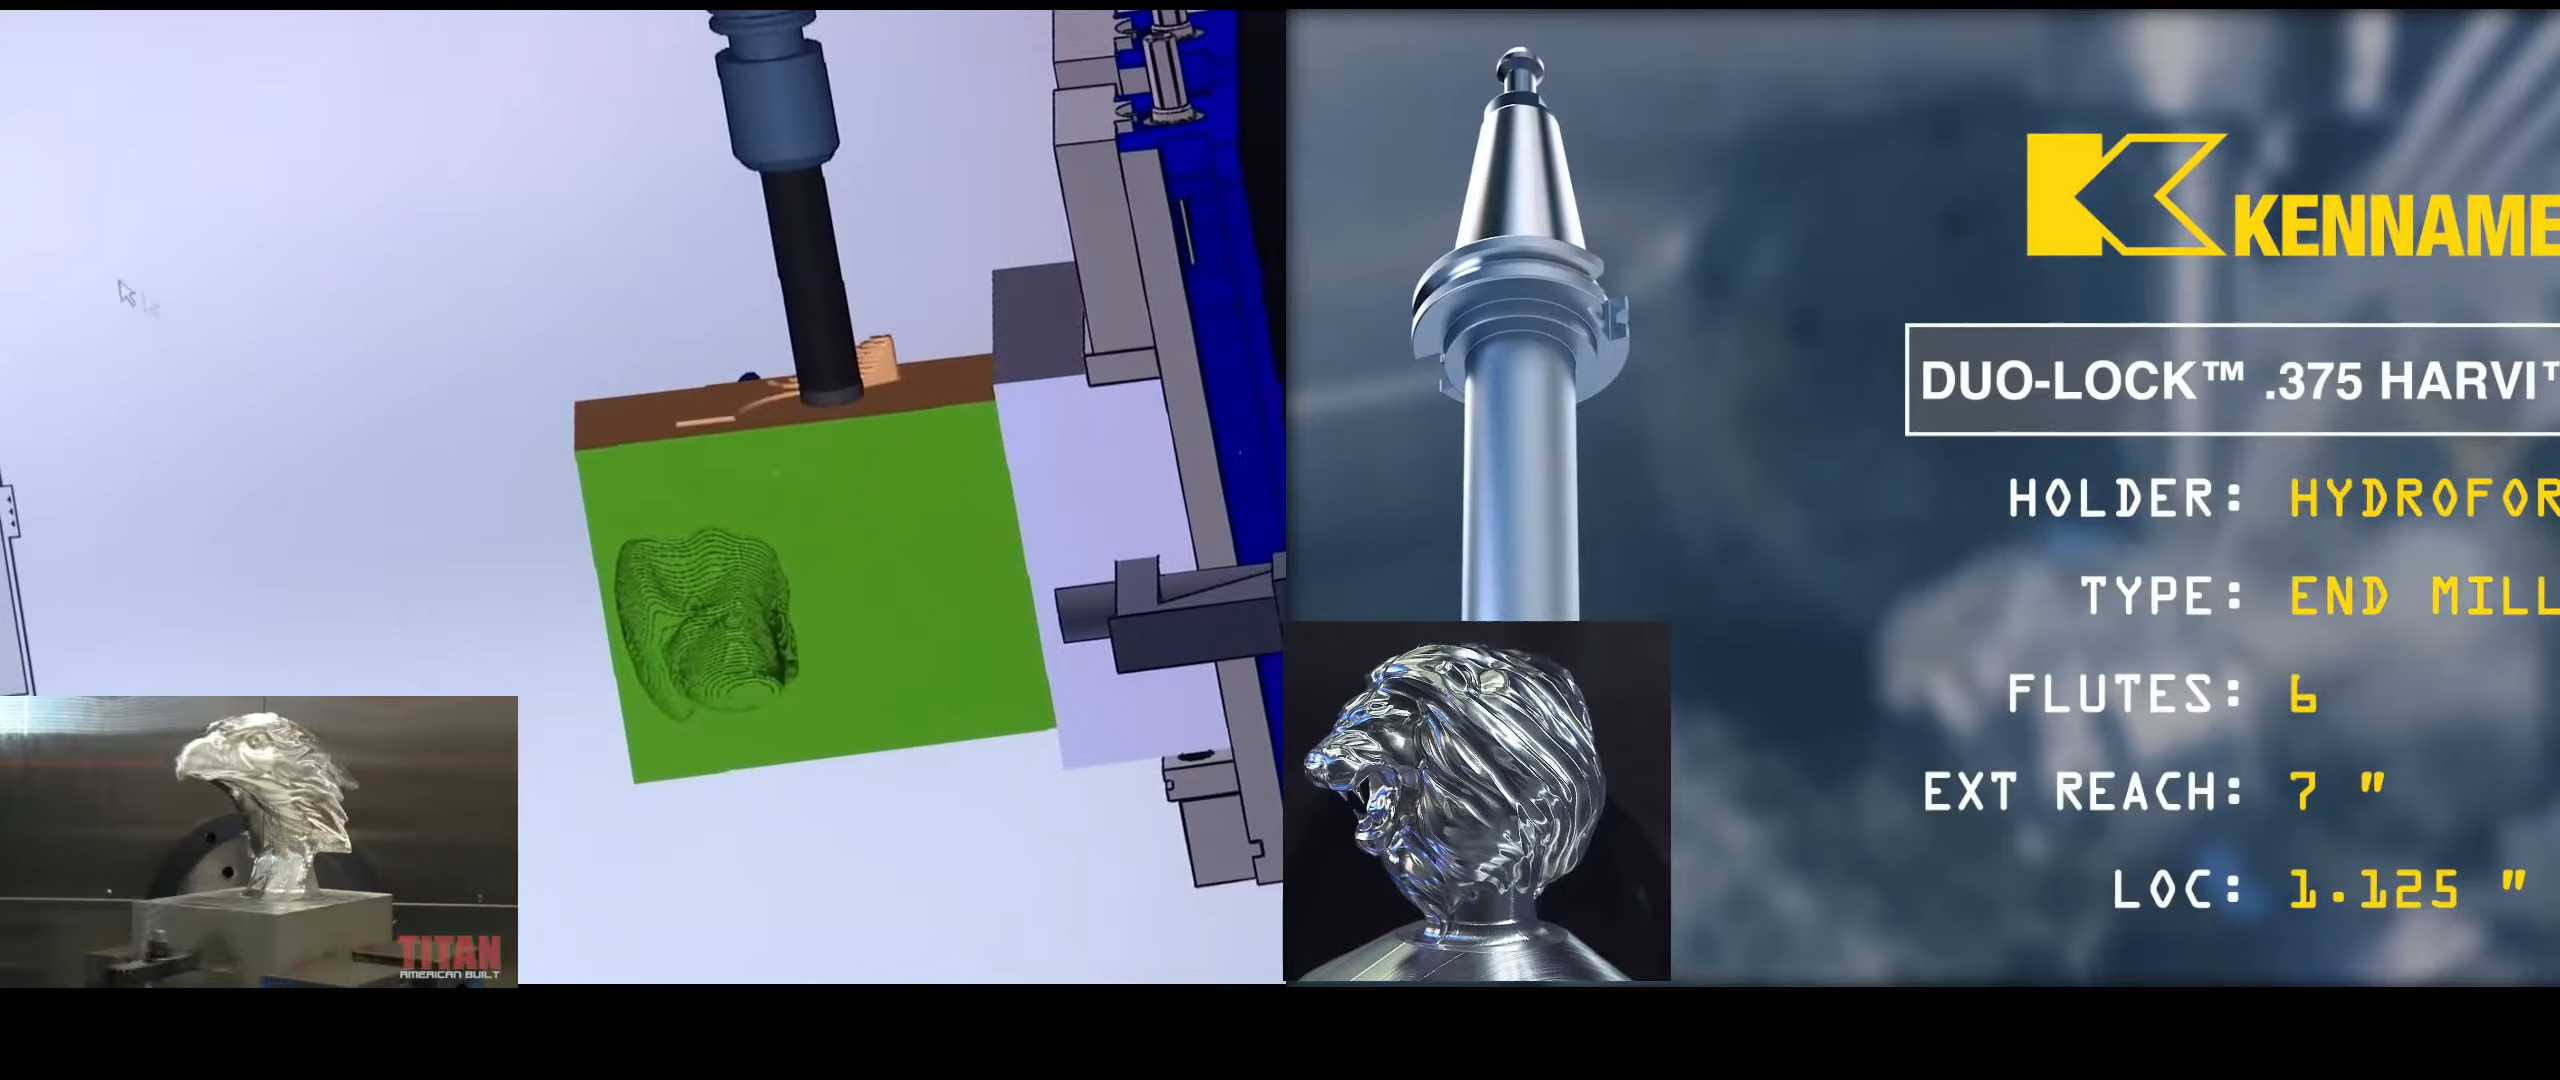 KENNAME
DUO-LOCK™ .375 HARVI™
HOLDER: HYDROFOR
TYPE: END MILL
FLUTES: 6
EXT REACH: 7 "
LOC: 1.125 "
TITAN
AMERICAN BUILT